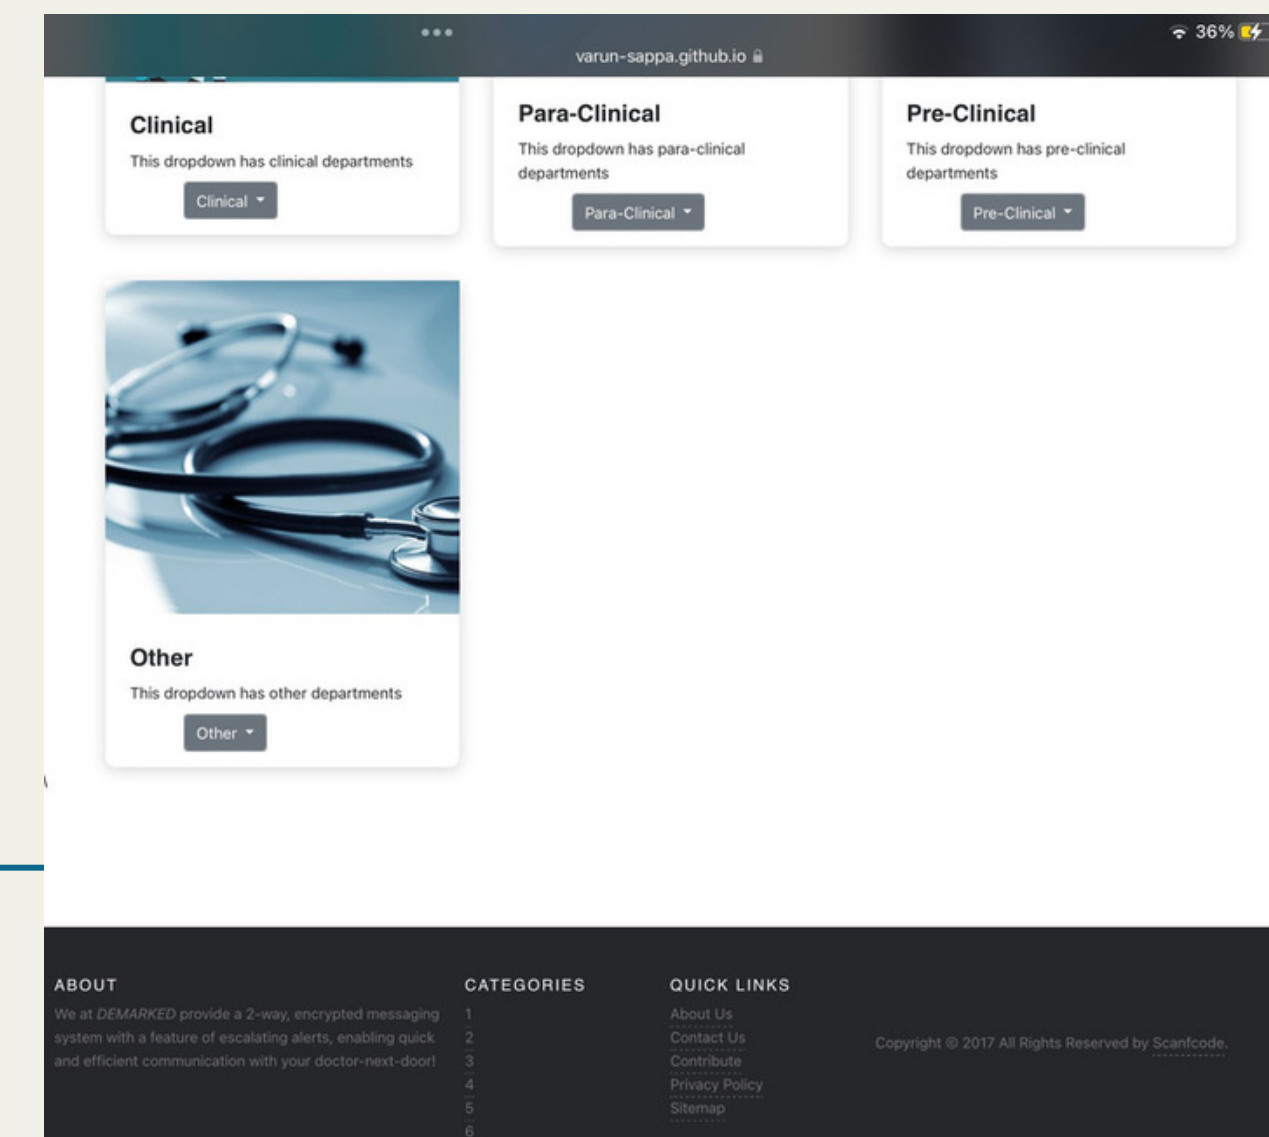 36%
varun-sappa.github.io
Clinical
This dropdown has clinical departments
Clinical
Para-Clinical
This dropdown has para-clinical
departments
Para-Clinical
Pre-Clinical
This dropdown has pre-clinical
departments
Pre-Clinical
Other
This dropdown has other departments
Other
ABOUT
We at DEMARKED provide a 2-way, encrypted messaging
system with a feature of escalating alerts, enabling quick
and efficient communication with your doctor-next-door!
CATEGORIES
1
2
3
4
5
6
QUICK LINKS
About Us
Contact Us
Contribute
Privacy Policy
Sitemap
Copyright © 2017 All Rights Reserved by Scanfcode.